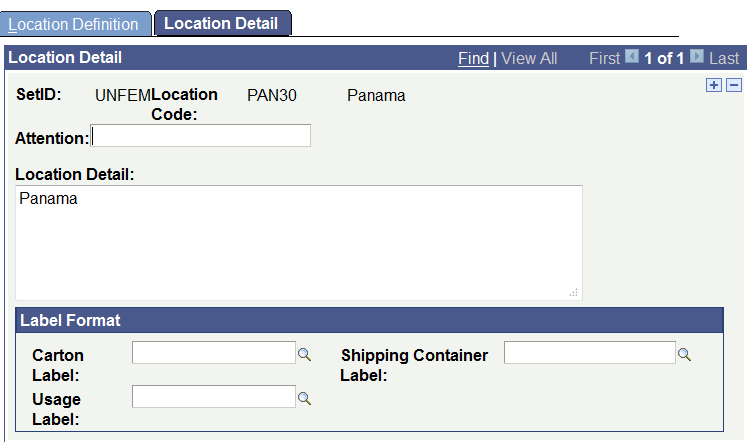 Location Definition Location Detail
Location Detail Find | View All First 1 of 1 Last
SetID: UNFEM Location Code: PAN30 Panama
Attention:
Location Detail:
Panama
Label Format
Carton Label: Shipping Container Label:
Usage Label: